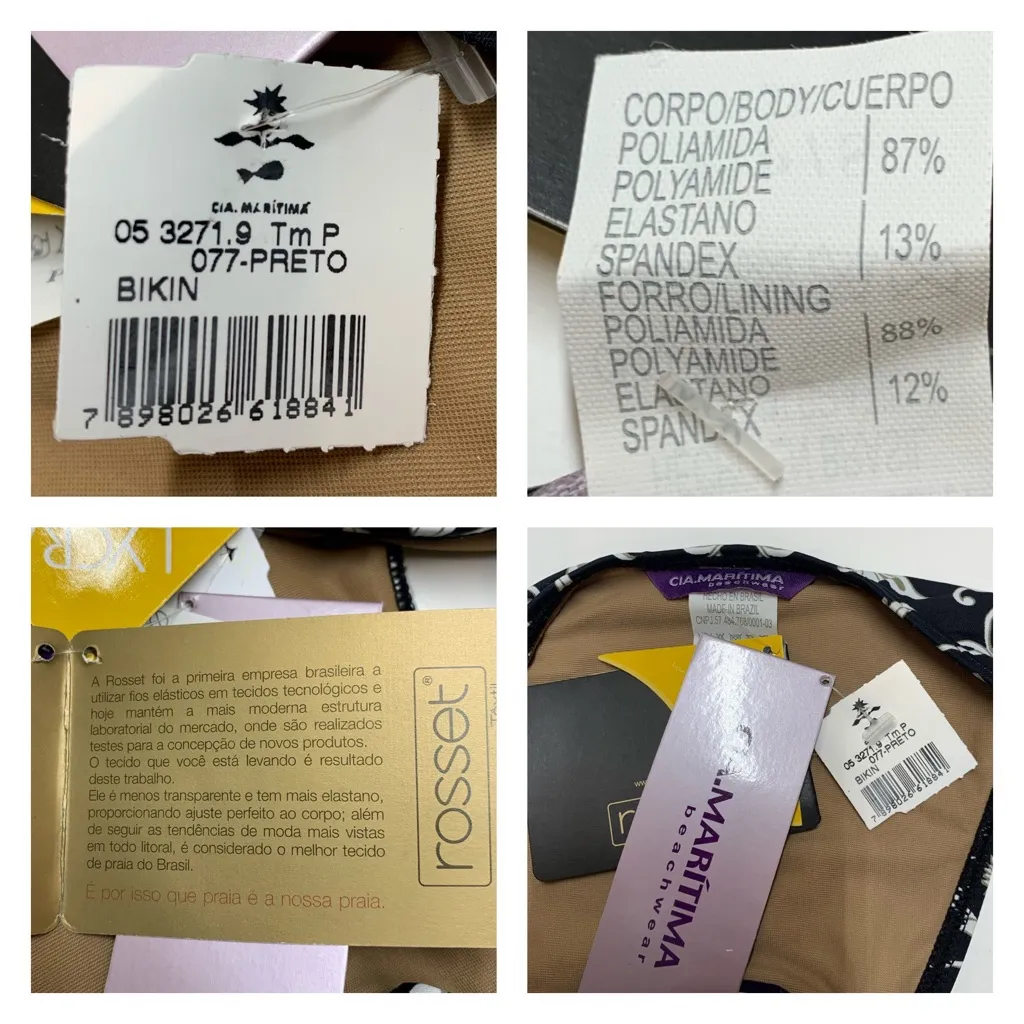 CIA. MARÍTIMA
05 3271.9 Tm P
077-PRETO
BIKIN
7 898026 618841
CORPO/BODY/CUERPO
POLIAMIDA
POLYAMIDE
87%
ELASTANO
SPANDEX
13%
FORRO/LINING
POLIAMIDA
POLYAMIDE
88%
ELASTANO
SPANDEX
12%
A Rosset foi a primeira empresa brasileira a
utilizar fios elásticos em tecidos tecnológicos e
hoje mantém a mais moderna estrutura
laboratorial do mercado, onde são realizados
testes para a concepção de novos produtos.
O tecido que você está levando é resultado
deste trabalho.
Ele é menos transparente e tem mais elastano,
proporcionando ajuste perfeito ao corpo; além
de seguir as tendências de moda mais vistas
em todo litoral, é considerado o melhor tecido
de praia do Brasil.
É por isso que praia é a nossa praia.
rosset®
CIA.MARÍTIMA
beachwear
HECHO EN BRASIL
MADE IN BRAZIL
.MARÍTIMA
beachwear
05 3271.9 Tm P
077-PRETO
BIKIN
7 898026 618841